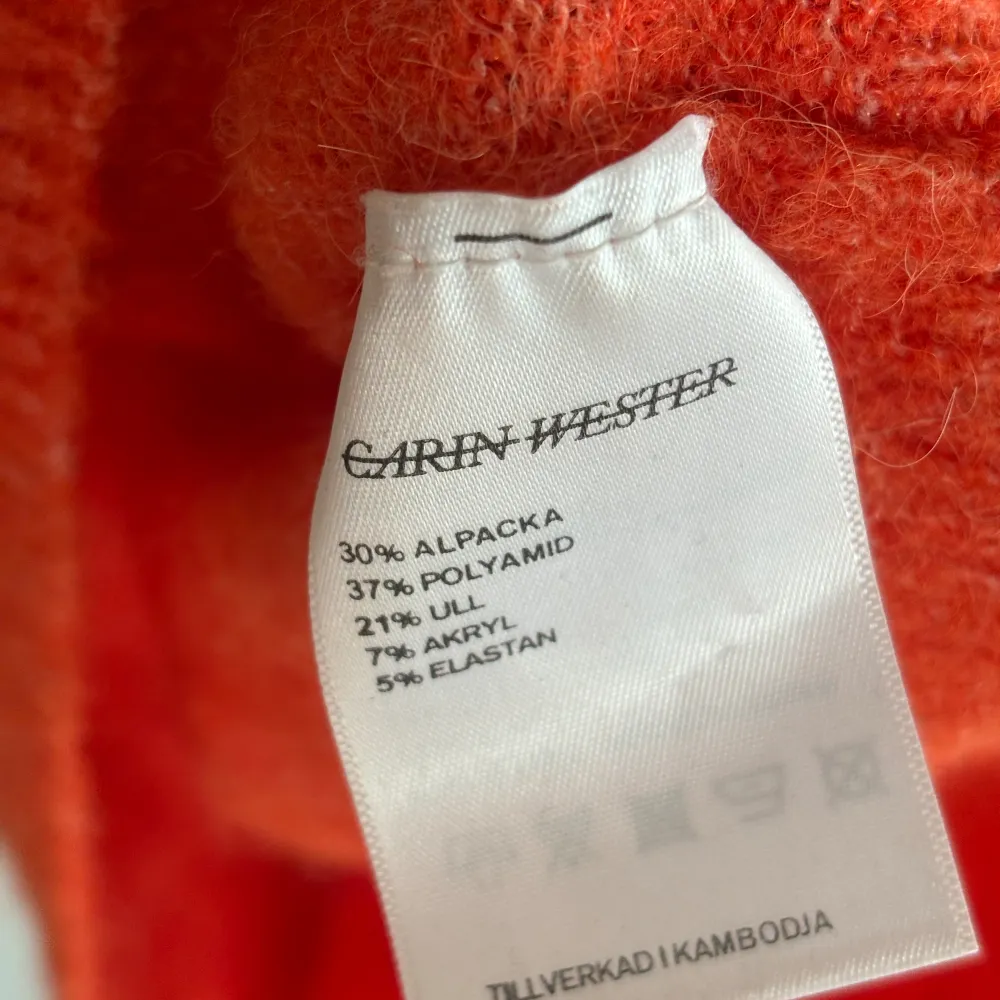 CARIN WESTER
30% ALPACKA
37% POLYAMID
21% ULL
7% AKRYL
5% ELASTAN
TILLVERKAD I KAMBODJA